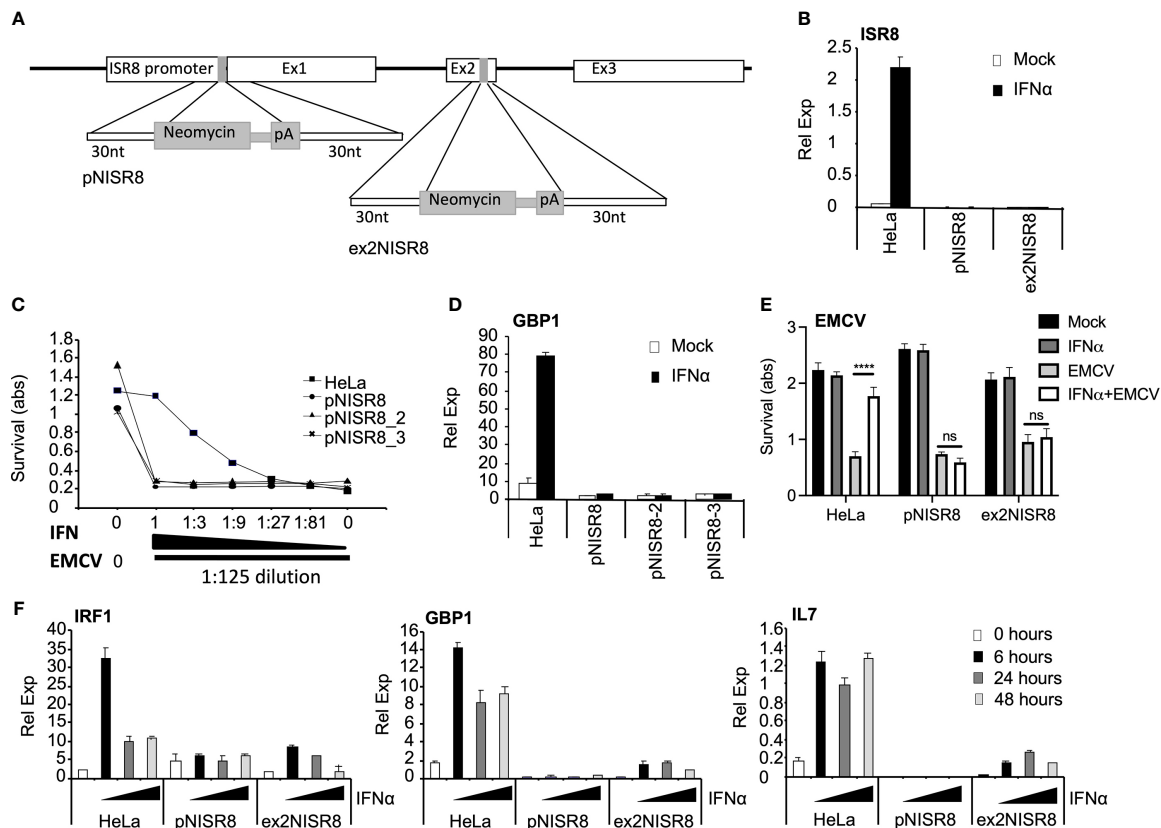 A
ISR8 promoter
Ex1
Ex2
Ex3
Neomycin
pA
30nt
30nt
pNISR8
Neomycin
pA
30nt
30nt
ex2NISR8
B
ISR8
Rel Exp
2.5
2
1.5
1
0.5
0
Mock
IFNα
HeLa
pNISR8
ex2NISR8
C
Survival (abs)
1.8
1.6
1.4
1.2
1
0.8
0.6
0.4
0.2
0
HeLa
pNISR8
pNISR8_2
pNISR8_3
0 1 1:3 1:9 1:27 1:81 0
IFN
EMCV 0
1:125 dilution
D
GBP1
Rel Exp
90
80
70
60
50
40
30
20
10
0
Mock
IFNα
HeLa
pNISR8
pNISR8-2
pNISR8-3
E
EMCV
Survival (abs)
3
2
1
0
**** 
ns
ns
Mock
IFNα
EMCV
IFNα+EMCV
HeLa pNISR8 ex2NISR8
F
IRF1
Rel Exp
40
35
30
25
20
15
10
5
0
IFNα
HeLa pNISR8 ex2NISR8
GBP1
Rel Exp
16
14
12
10
8
6
4
2
0
IFNα
HeLa pNISR8 ex2NISR8
IL7
Rel Exp
1.6
1.4
1.2
1
0.8
0.6
0.4
0.2
0
0 hours
6 hours
24 hours
48 hours
IFNα
HeLa pNISR8 ex2NISR8